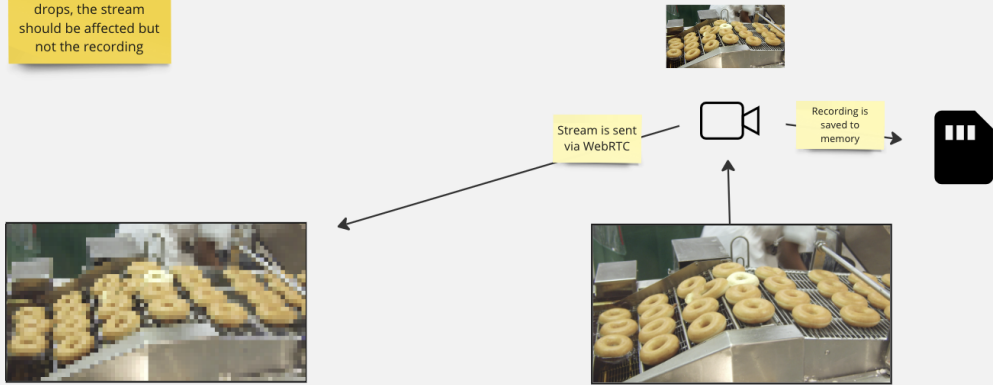 drops, the stream
should be affected but
not the recording
Stream is sent
via WebRTC
Recording is
saved to
memory